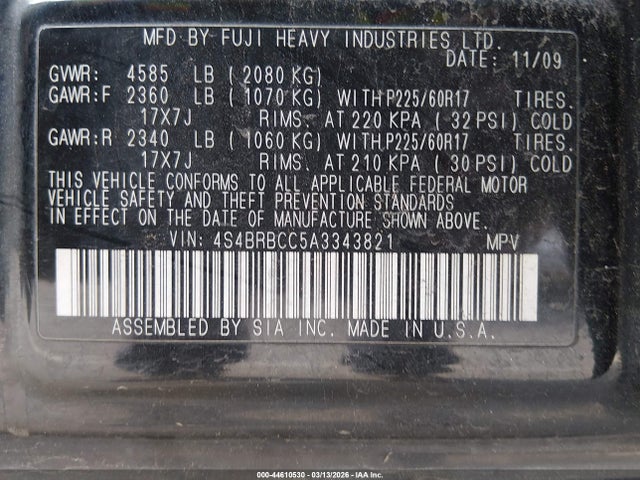 MFD BY FUJI HEAVY INDUSTRIES LTD.
DATE: 11/09
GVWR: 4585 LB (2080 KG)
GAWR:F 2360 LB (1070 KG) WITH P225/60R17 TIRES.
17X7J RIMS. AT 220 KPA (32 PSI) COLD
GAWR:R 2340 LB (1060 KG) WITH P225/60R17 TIRES.
17X7J RIMS. AT 210 KPA (30 PSI) COLD
THIS VEHICLE CONFORMS TO ALL APPLICABLE FEDERAL MOTOR
VEHICLE SAFETY AND THEFT PREVENTION STANDARDS
IN EFFECT ON THE DATE OF MANUFACTURE SHOWN ABOVE.
VIN: 4S4BRBCC5A3343821 MPV
ASSEMBLED BY SIA INC. MADE IN U.S.A.
000-44610530 - 03/13/2026 - IAA Inc.